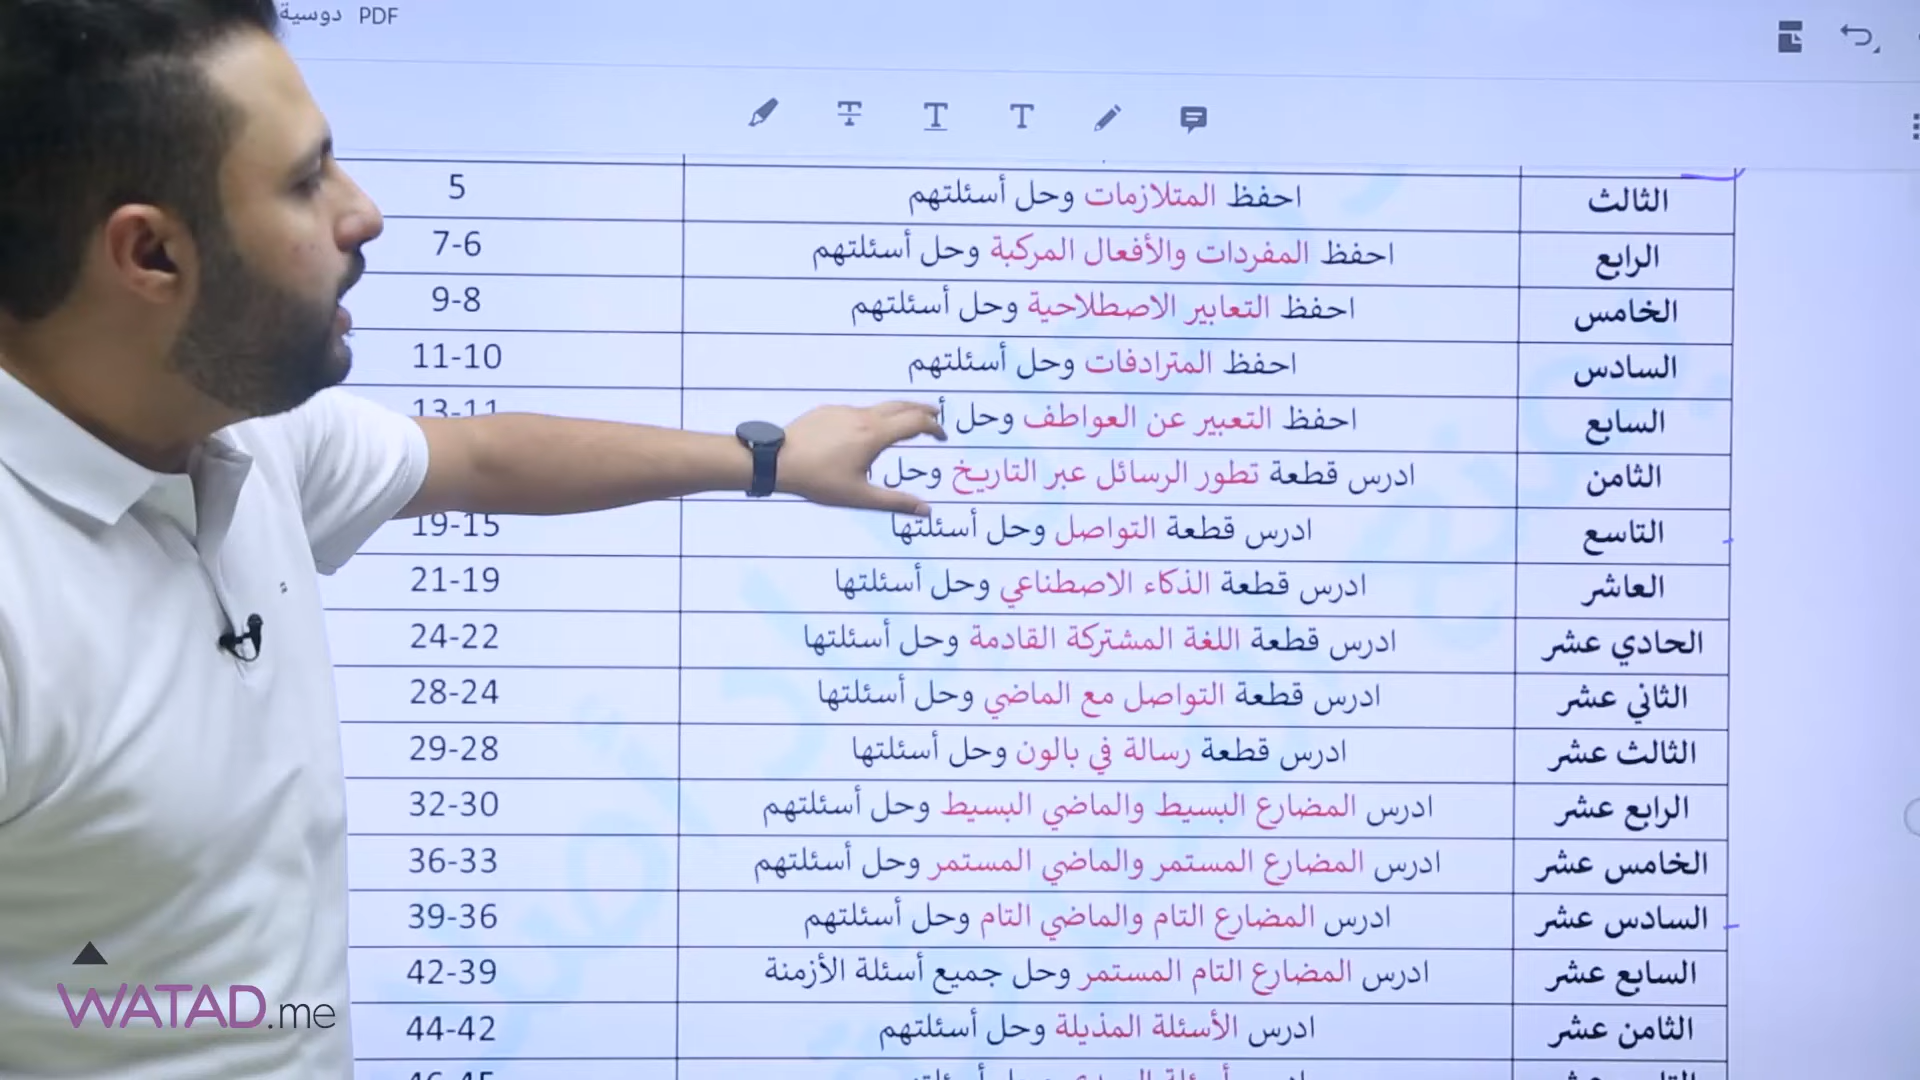 دوسية PDF
الثالث احفظ المتلازمات وحل أسئلتهم 5
الرابع احفظ المفردات والأفعال المركبة وحل أسئلتهم 7-6
الخامس احفظ التعابير الاصطلاحية وحل أسئلتهم 9-8
السادس احفظ المترادفات وحل أسئلتهم 11-10
السابع احفظ التعبير عن العواطف وحل 13-11
الثامن ادرس قطعة تطور الرسائل عبر التاريخ وحل
التاسع ادرس قطعة التواصل وحل أسئلتها 19-15
العاشر ادرس قطعة الذكاء الاصطناعي وحل أسئلتها 21-19
الحادي عشر ادرس قطعة اللغة المشتركة القادمة وحل أسئلتها 24-22
الثاني عشر ادرس قطعة التواصل مع الماضي وحل أسئلتها 28-24
الثالث عشر ادرس قطعة رسالة في بالون وحل أسئلتها 29-28
الرابع عشر ادرس المضارع البسيط والماضي البسيط وحل أسئلتهم 32-30
الخامس عشر ادرس المضارع المستمر والماضي المستمر وحل أسئلتهم 36-33
السادس عشر ادرس المضارع التام والماضي التام وحل أسئلتهم 39-36
السابع عشر ادرس المضارع التام المستمر وحل جميع أسئلة الأزمنة 42-39
الثامن عشر ادرس الأسئلة المذيلة وحل أسئلتهم 44-42
WATAD.me